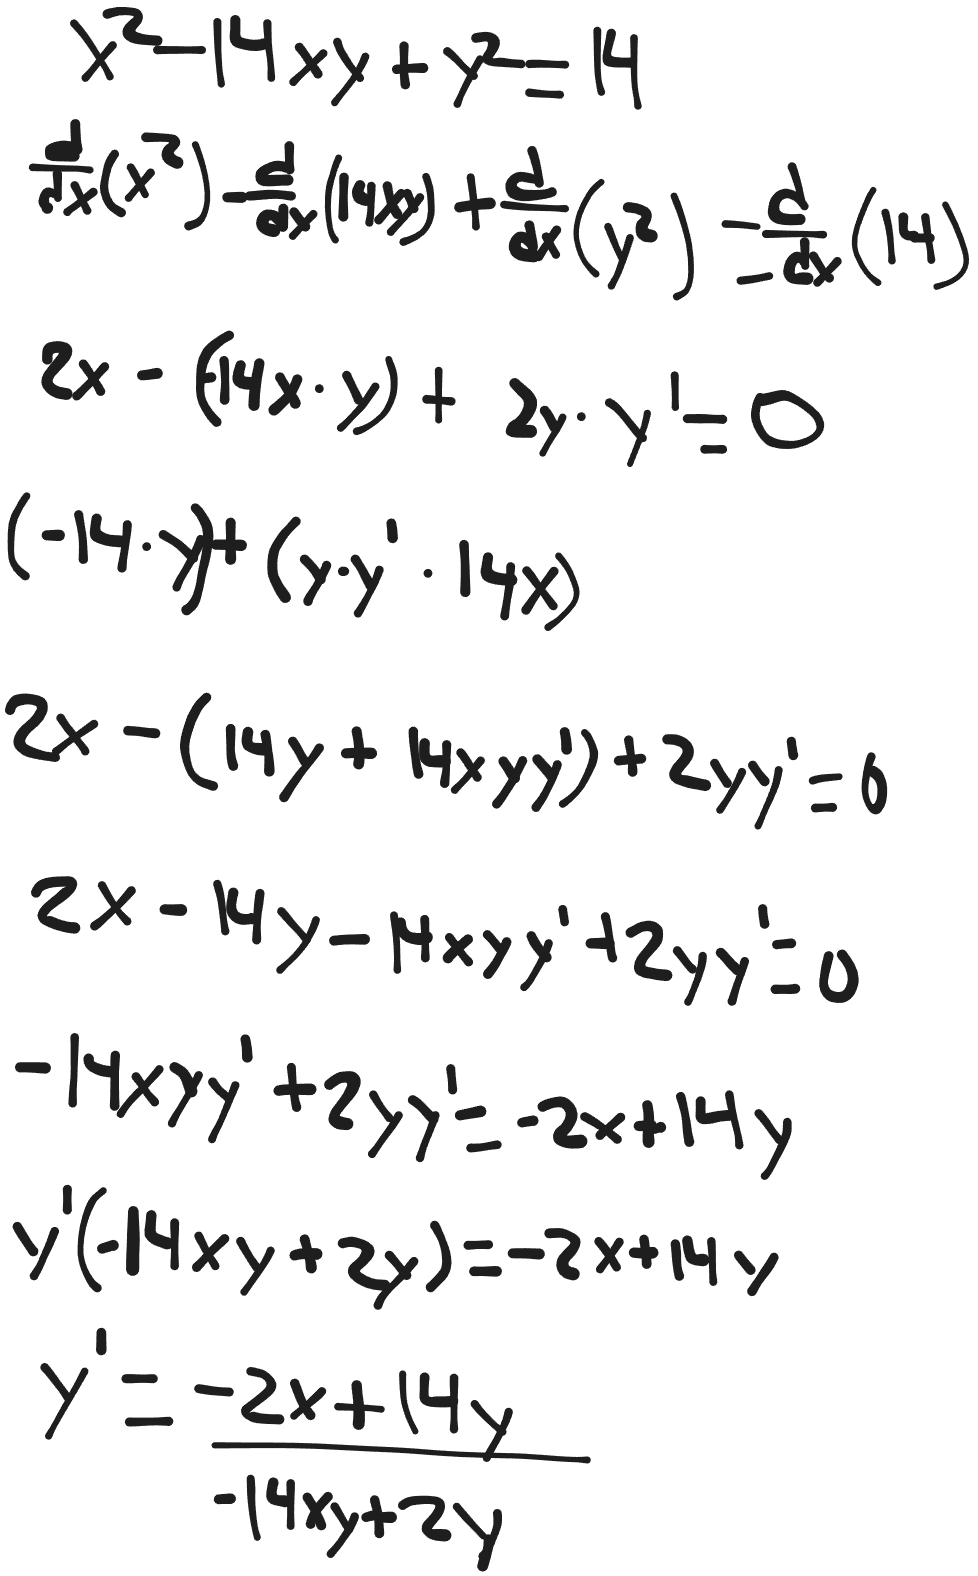 x² - 14xy + y² = 14
d/dx (x²) - d/dx (14xy) + d/dx (y²) = d/dx (14)
2x - (-14x · y) + 2y · y' = 0
(-14 · y) + (y · y' · 14x)
2x - (14y + 14xyy') + 2yy' = 0
2x - 14y - 14xyy' + 2yy' = 0
-14xyy' + 2yy' = -2x + 14y
y'(-14xy + 2y) = -2x + 14y
y' = -2x + 14y
-14xy + 2y